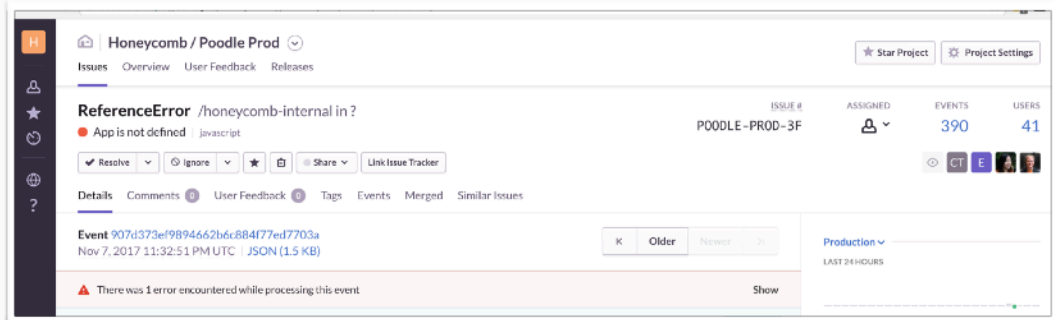 H
Honeycomb / Poodle Prod
Star Project
Project Settings
Issues Overview User Feedback Releases
ReferenceError /honeycomb-internal in ?
App is not defined javascript
ISSUE # ASSIGNED EVENTS USERS
POODLE-PROD-3F 390 41
Resolve Ignore Share Link Issue Tracker
CT E
Details Comments 0 User Feedback 0 Tags Events Merged Similar Issues
Event 907d373ef9894662b6c884f77ed7703a
Nov 7, 2017 11:32:51 PM UTC JSON (1.5 KB)
Older Newer
Production
LAST 24 HOURS
There was 1 error encountered while processing this event Show
?